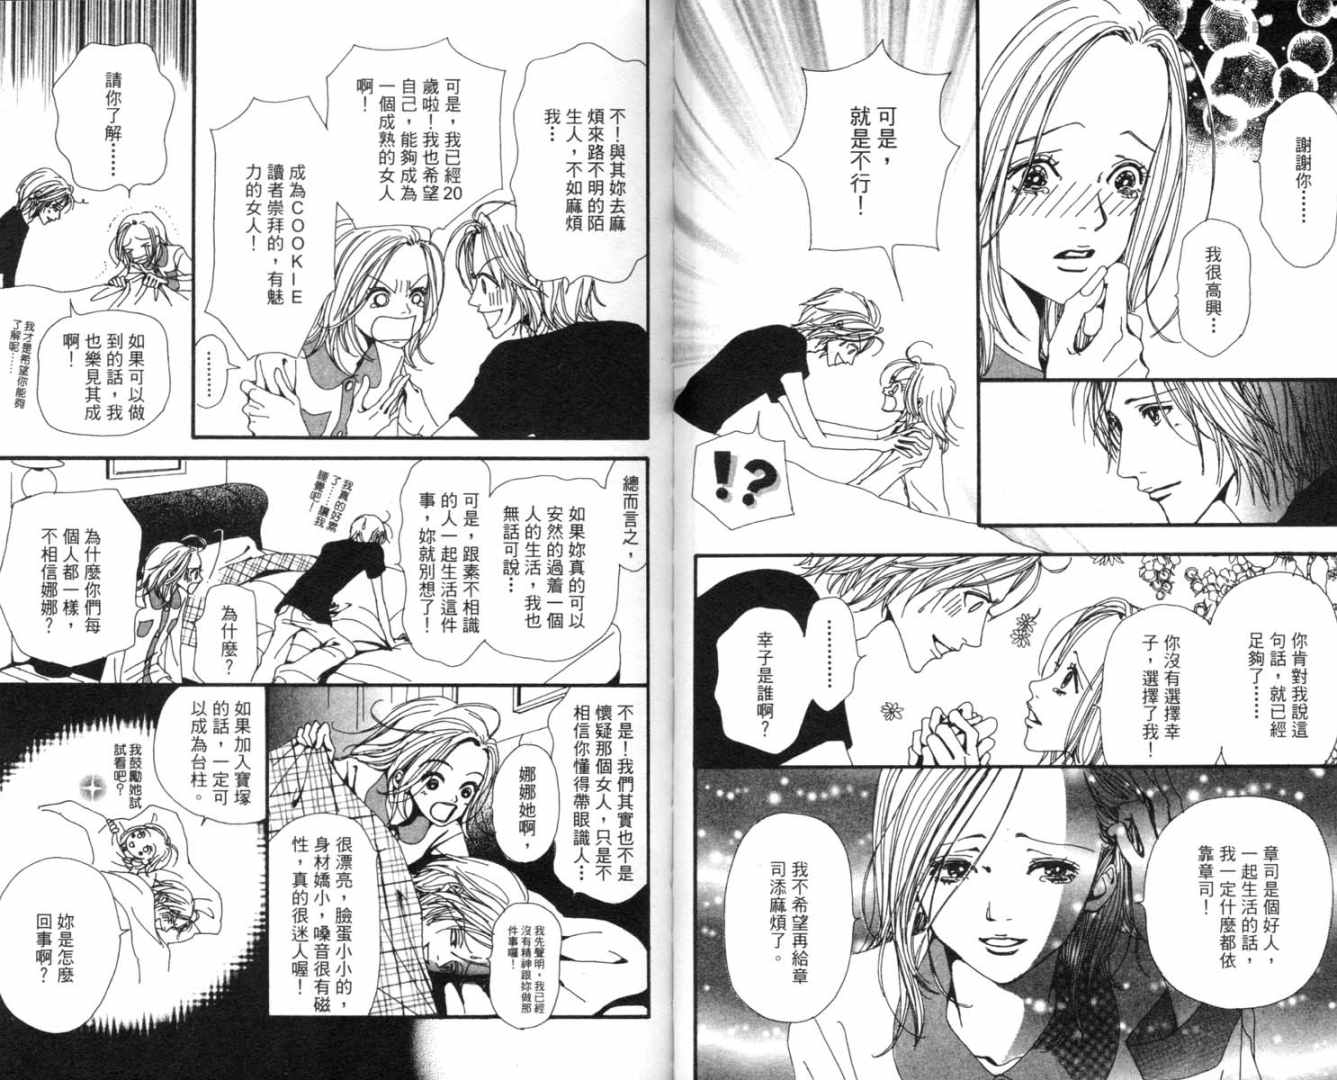 謝謝你……
我很高興…
可是，
就是不行！
!?
你肯對我說這
句話，就已經
足夠了……
你沒有選擇幸
子，選擇了我！
………
幸子是誰啊？
章司是個好人，
一起生活的話，
我一定什麼都依
靠章司！
我不希望再給章
司添麻煩了。
不！與其妳去麻
煩來路不明的陌
生人，不如麻煩
我…
可是，我已經20
歲啦！我也希望
自己，能夠成為
一個成熟的女人
啊！
成為COOKIE
讀者崇拜的，有魅
力的女人！
………
請你了解……
如果可以做
到的話，我
也樂見其成
啊！
我才是希望你能夠
了解呢……
總而言之，
如果妳真的可以
安然的過着一個
人的生活，我也
無話可說…
可是，跟素不相識
的人一起生活這件
事，妳就別想了！
我真的好累
了……讓我
睡覺吧！
為什麼？
為什麼你們每
個人都一樣，
不相信娜娜？
不是！我們其實也不是
懷疑那個女人，只是不
相信你懂得帶眼識人…
娜娜她啊，
我先聲明，我已經
沒有精神跟妳做那
件事囉！
很漂亮，臉蛋小小的，
身材嬌小，嗓音很有磁
性，真的很迷人喔！
如果加入寶塚
的話，一定可
以成為台柱。
我鼓勵她試
試看吧？
妳是怎麼
回事啊？